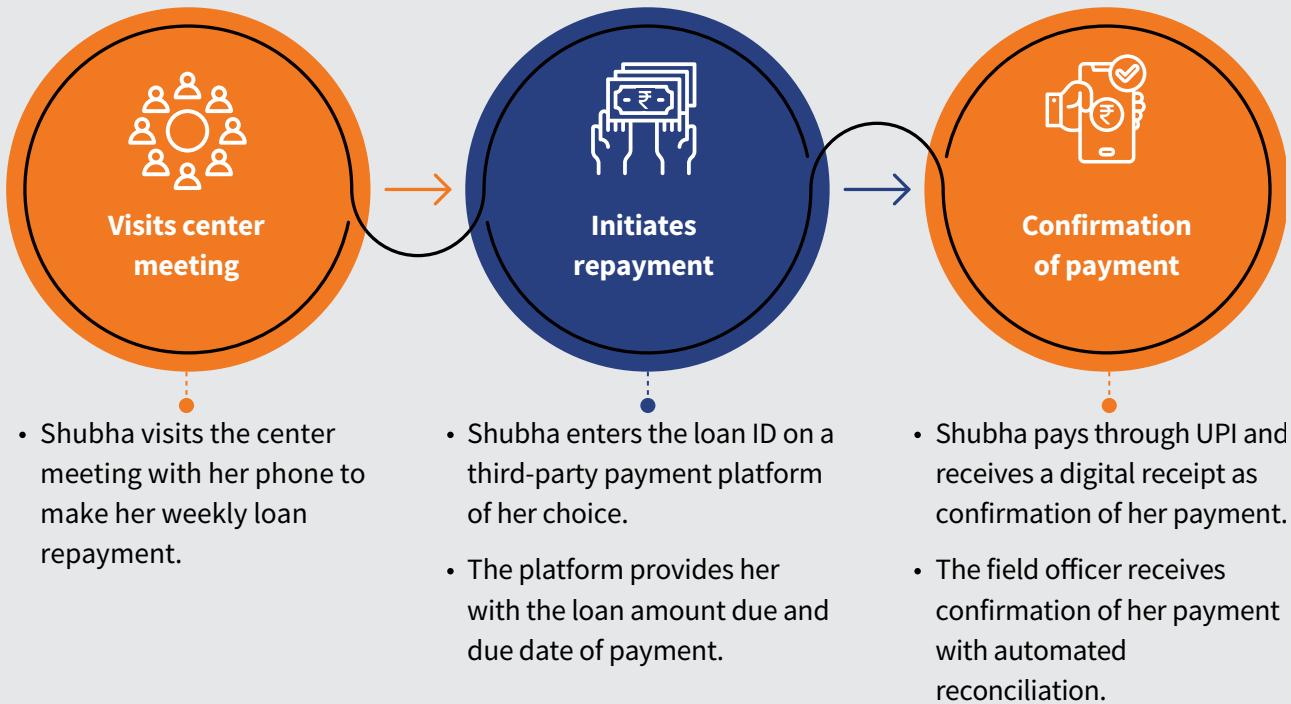 Visits center
meeting
Initiates
repayment
Confirmation
of payment
• Shubha visits the center
meeting with her phone to
make her weekly loan
repayment.
• Shubha enters the loan ID on a
third-party payment platform
of her choice.
• The platform provides her
with the loan amount due and
due date of payment.
• Shubha pays through UPI and
receives a digital receipt as
confirmation of her payment.
• The field officer receives
confirmation of her payment
with automated
reconciliation.